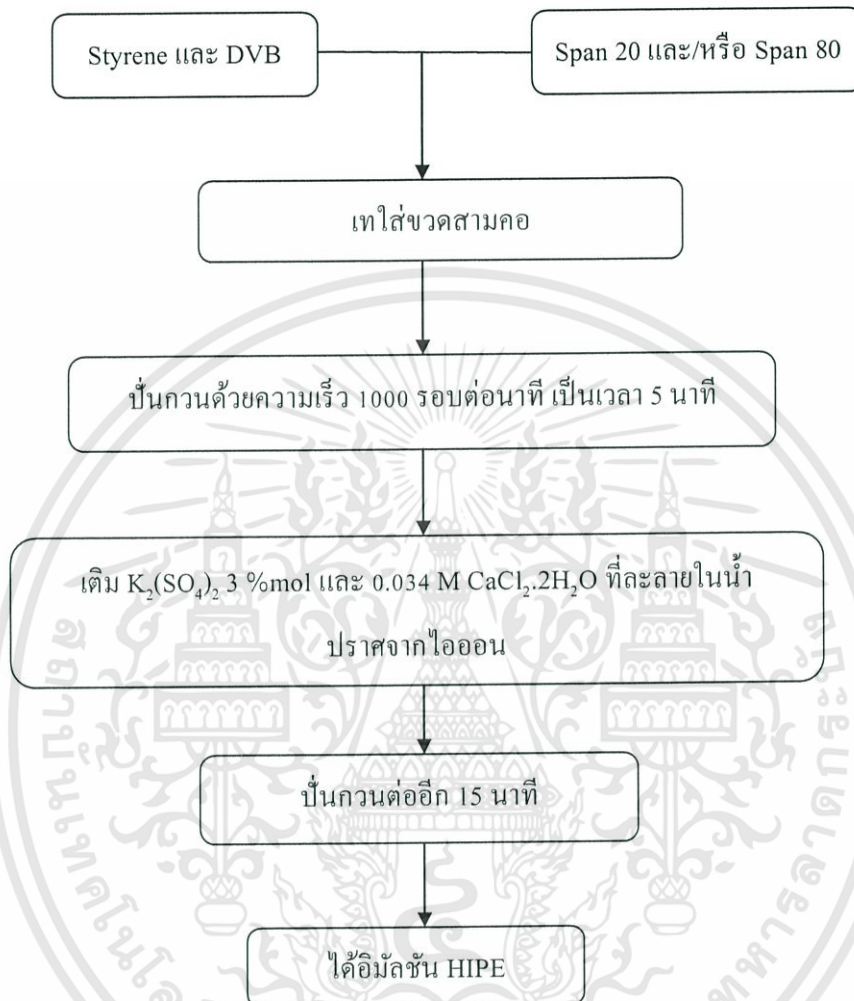 Styrene และ DVB
Span 20 และ/หรือ Span 80
เทใส่ขวดสามคอ
ปั่นกวนด้วยความเร็ว 1000 รอบต่อนาที เป็นเวลา 5 นาที
เติม K₂(SO₄)₂ 3 %mol และ 0.034 M CaCl₂.2H₂O ที่ละลายในน้ำ
ปราศจากไอออน
ปั่นกวนต่ออีก 15 นาที
ได้อิมัลชัน HIPE